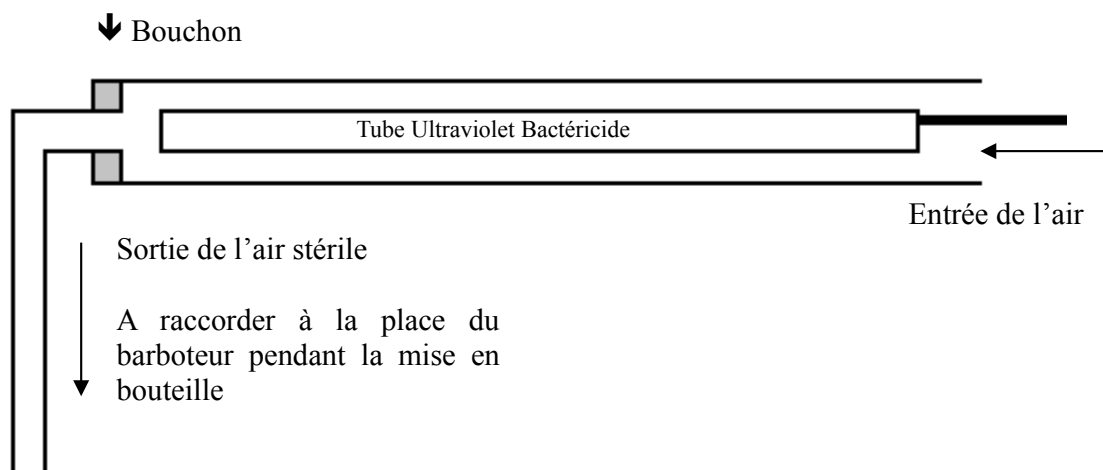 🡻 Bouchon
Tube Ultraviolet Bactéricide
Entrée de l’air
Sortie de l’air stérile
A raccorder à la place du
barboteur pendant la mise en
bouteille